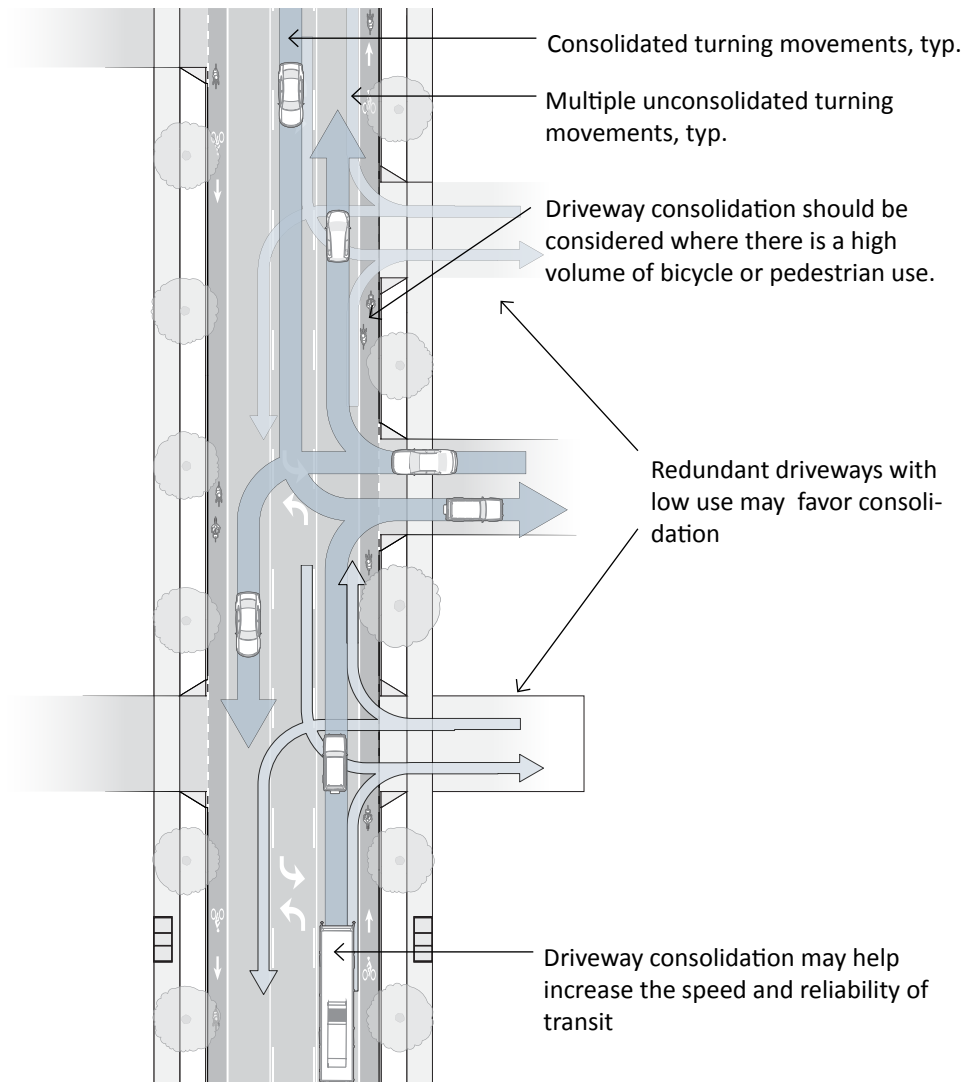 Consolidated turning movements, typ.
Multiple unconsolidated turning
movements, typ.
Driveway consolidation should be
considered where there is a high
volume of bicycle or pedestrian use.
Redundant driveways with
low use may  favor consoli-
dation
Driveway consolidation may help
increase the speed and reliability of
transit